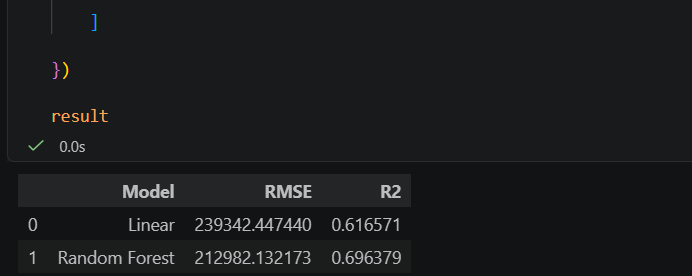 ]
})
result
0.0s
Model RMSE R2
0 Linear 239342.447440 0.616571
1 Random Forest 212982.132173 0.696379